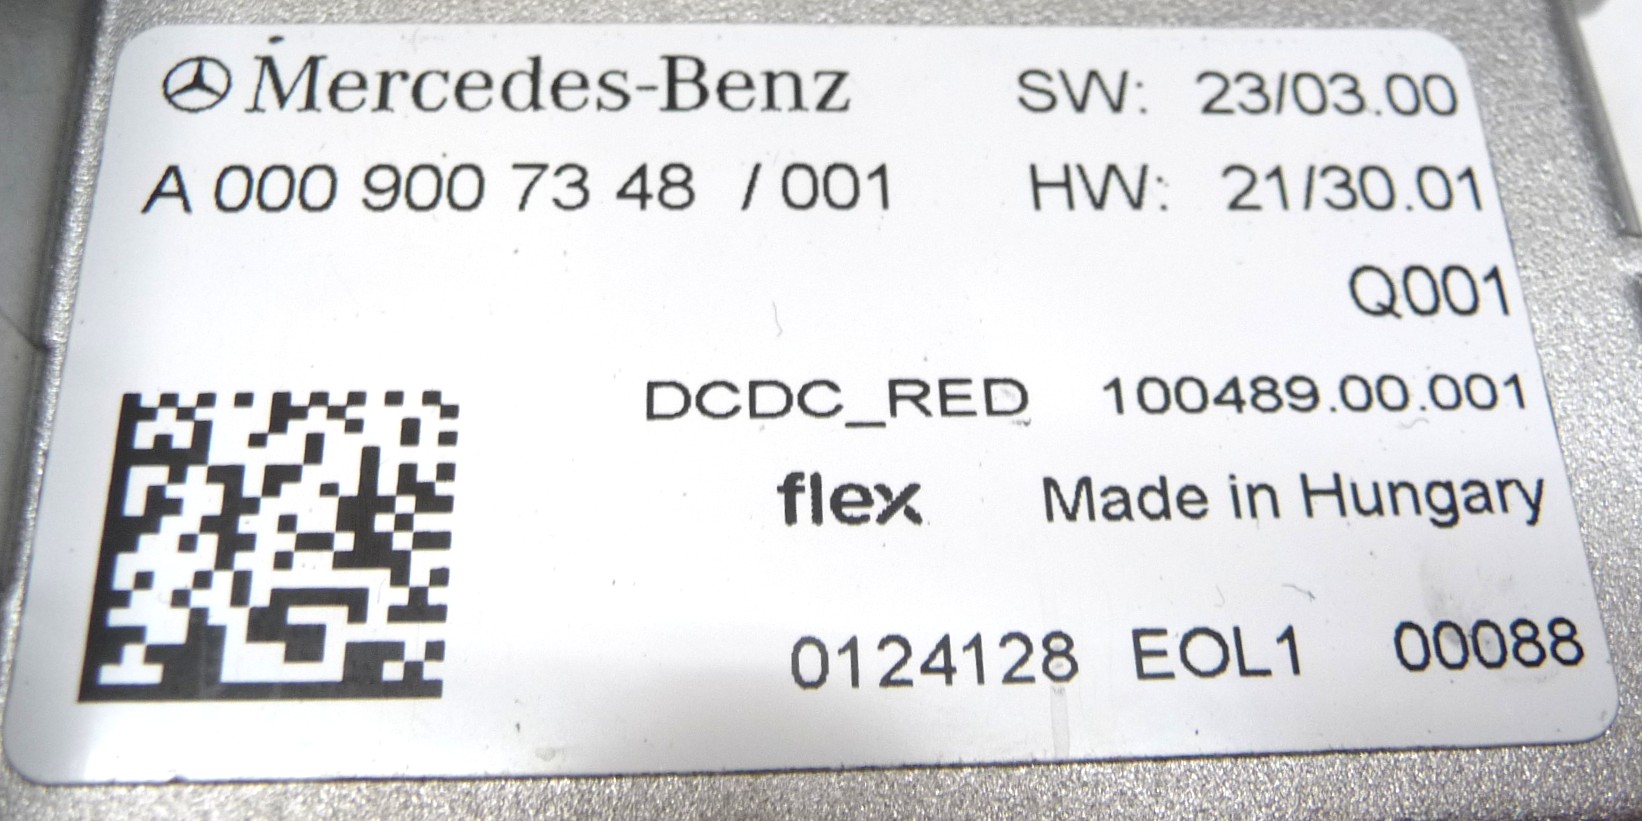 Mercedes-Benz SW: 23/03.00
A 000 900 73 48 / 001 HW: 21/30.01
Q001
DCDC_RED 100489.00.001
flex Made in Hungary
0124128 EOL1 00088